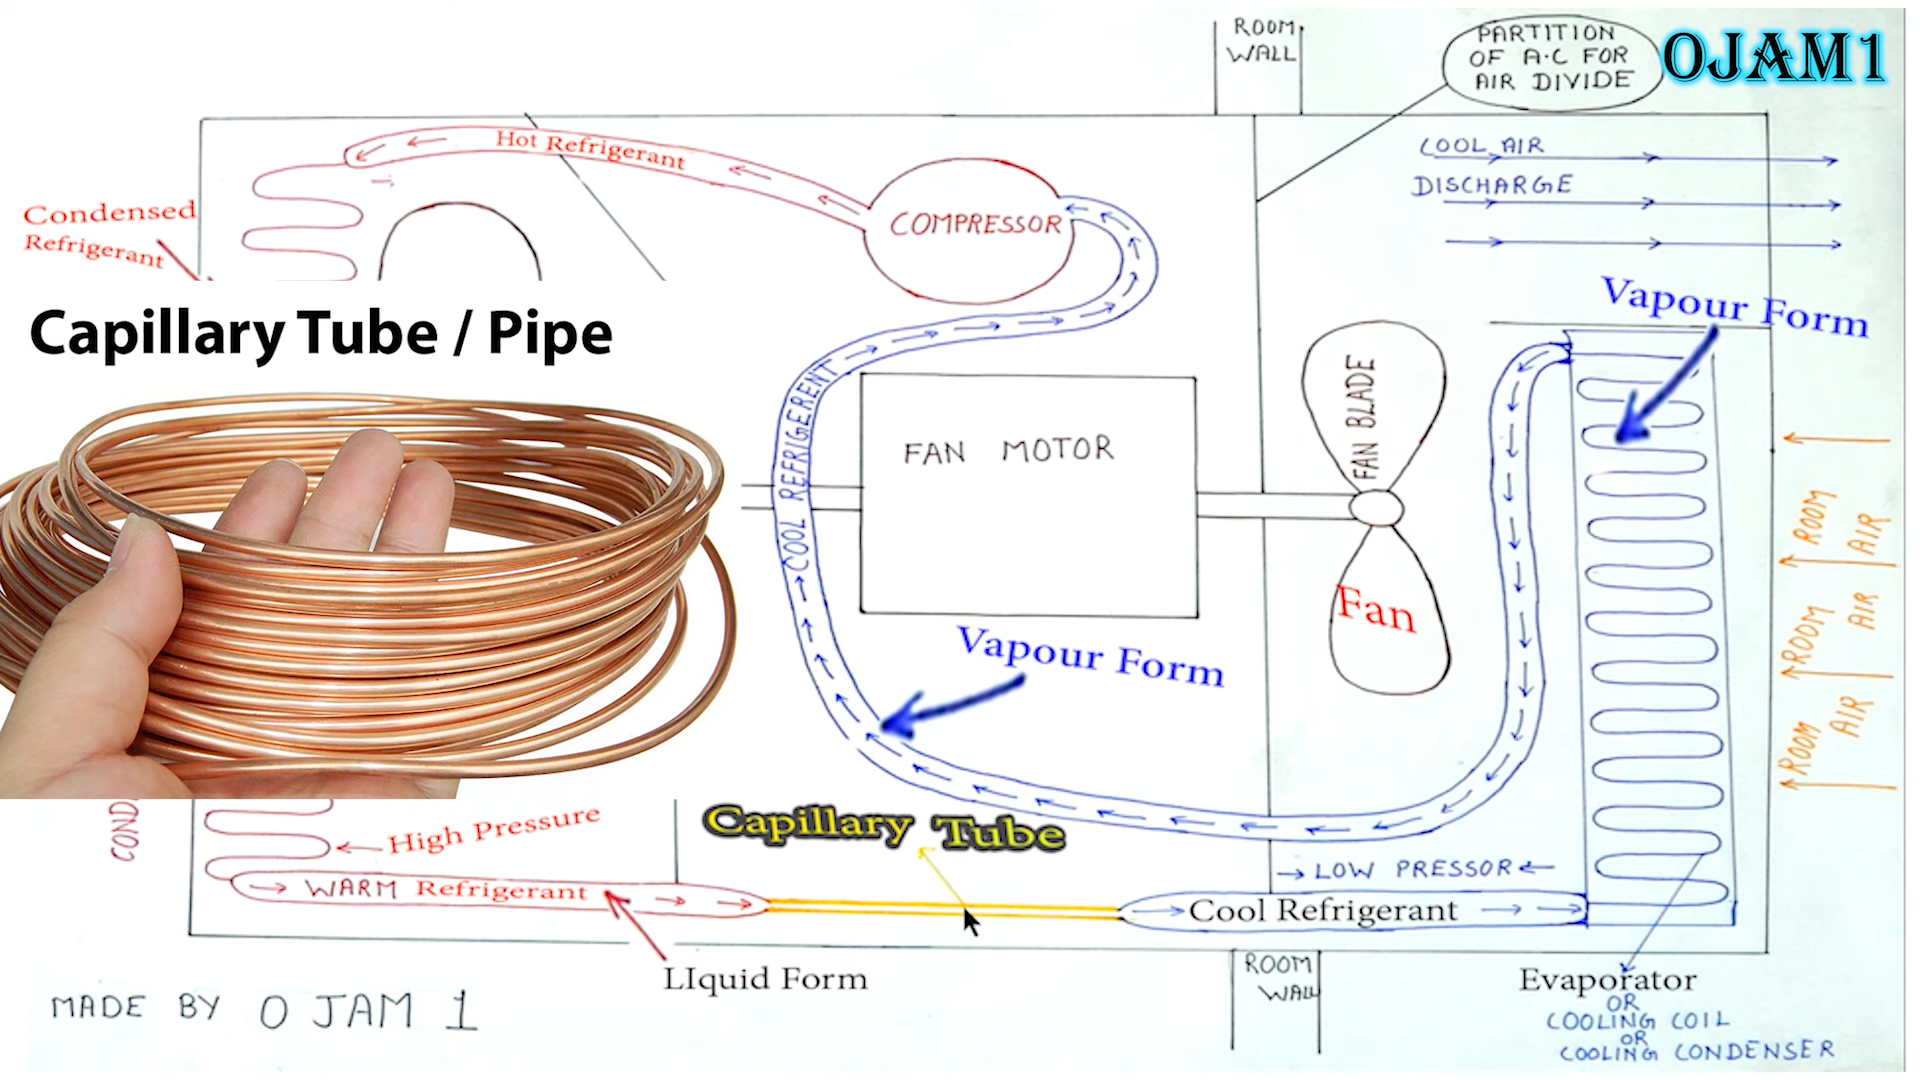 ROOM
WALL
PARTITION
OF A.C FOR
AIR DIVIDE
OJAM1
Hot Refrigerant
COOL AIR
DISCHARGE
Condensed
Refrigerant
COMPRESSOR
Vapour Form
Capillary Tube / Pipe
COOL REFRIGERENT
FAN MOTOR
FAN BLADE
Fan
ROOM AIR
ROOM AIR
ROOM AIR
Vapour Form
High Pressure
Capillary Tube
LOW PRESSOR
WARM Refrigerant
Cool Refrigerant
LIquid Form
ROOM
WALL
Evaporator
OR
COOLING COIL
OR
COOLING CONDENSER
MADE BY OJAM 1